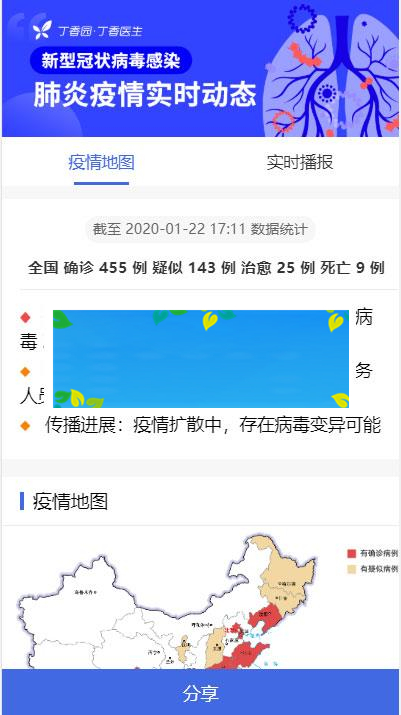 丁香园·丁香医生
新型冠状病毒感染
肺炎疫情实时动态
疫情地图 实时播报
截至 2020-01-22 17:11 数据统计
全国 确诊 455 例 疑似 143 例 治愈 25 例 死亡 9 例
病
毒
务
人
传播进展：疫情扩散中，存在病毒变异可能
疫情地图
有确诊病例
有疑似病例
分享